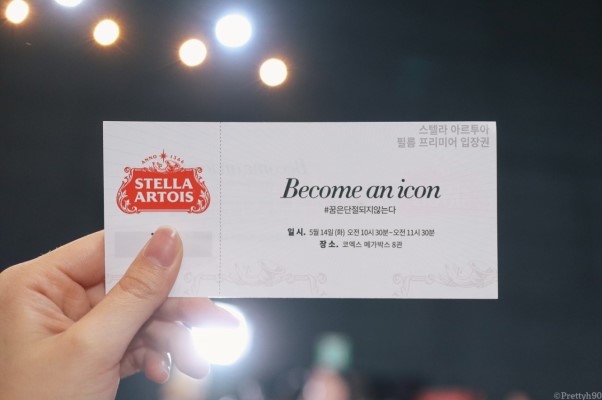 스텔라 아르투아
필름 프리미어 입장권
ANNO 1366
STELLA
ARTOIS
Become an icon
#꿈은단절되지않는다
일 시. 5월 14일 (화) 오전 10시 30분~오전 11시 30분
장 소. 코엑스 메가박스 8관
©Prettyh90